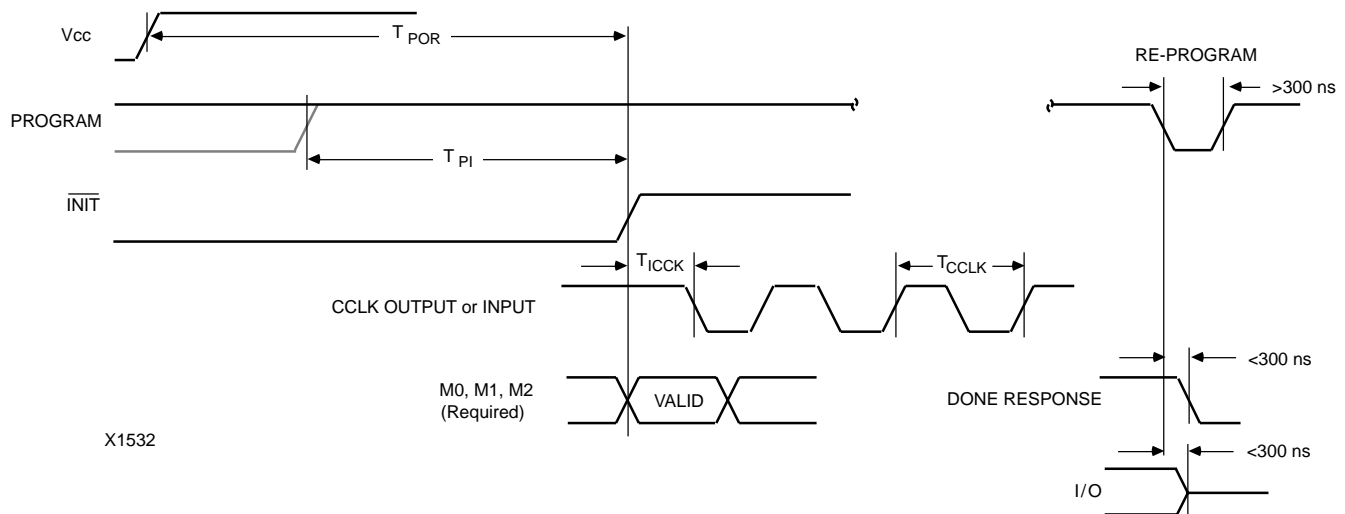 Vcc
T POR
RE-PROGRAM
>300 ns
PROGRAM
T PI
INIT
T ICCK
T CCLK
CCLK OUTPUT or INPUT
<300 ns
M0, M1, M2
(Required)
VALID
DONE RESPONSE
X1532
<300 ns
I/O